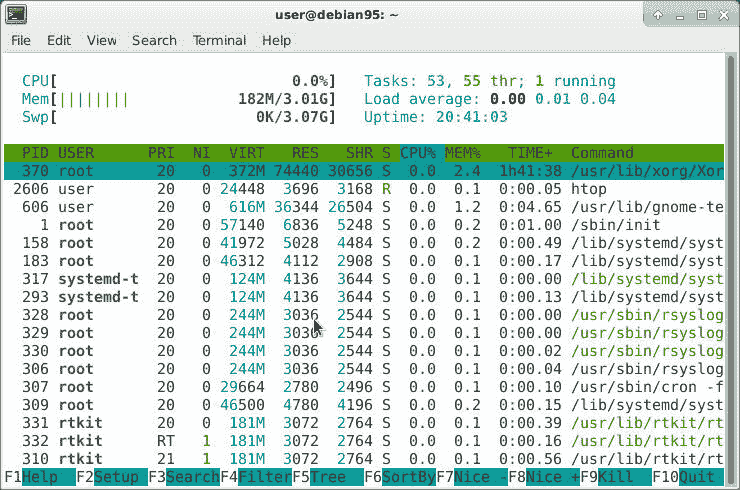 user@debian95: ~
File Edit View Search Terminal Help
CPU[ 0.0%] Tasks: 53, 55 thr; 1 running
Mem[|||||||| 182M/3.01G] Load average: 0.00 0.01 0.04
Swp[ 0K/3.07G] Uptime: 20:41:03
PID USER PRI NI VIRT RES SHR S CPU% MEM% TIME+ Command
370 root 20 0 372M 74440 30656 S 0.0 2.4 1h41:38 /usr/lib/xorg/Xor
2606 user 20 0 24448 3696 3168 R 0.0 0.1 0:00.05 htop
606 user 20 0 616M 36344 26504 S 0.0 1.2 0:04.65 /usr/lib/gnome-te
1 root 20 0 57140 6836 5248 S 0.0 0.2 0:01.00 /sbin/init
158 root 20 0 41972 5028 4484 S 0.0 0.2 0:00.49 /lib/systemd/syst
183 root 20 0 46312 4112 2908 S 0.0 0.1 0:00.17 /lib/systemd/syst
317 systemd-t 20 0 124M 4136 3644 S 0.0 0.1 0:00.00 /lib/systemd/syst
293 systemd-t 20 0 124M 4136 3644 S 0.0 0.1 0:00.13 /lib/systemd/syst
328 root 20 0 244M 3036 2544 S 0.0 0.1 0:00.00 /usr/sbin/rsyslog
329 root 20 0 244M 3036 2544 S 0.0 0.1 0:00.00 /usr/sbin/rsyslog
330 root 20 0 244M 3036 2544 S 0.0 0.1 0:00.02 /usr/sbin/rsyslog
306 root 20 0 244M 3036 2544 S 0.0 0.1 0:00.04 /usr/sbin/rsyslog
307 root 20 0 29664 2780 2496 S 0.0 0.1 0:00.10 /usr/sbin/cron -f
309 root 20 0 46500 4780 4196 S 0.0 0.2 0:00.15 /lib/systemd/syst
331 rtkit 20 0 181M 3072 2764 S 0.0 0.1 0:00.39 /usr/lib/rtkit/rt
332 rtkit RT 1 181M 3072 2764 S 0.0 0.1 0:00.16 /usr/lib/rtkit/rt
310 rtkit 21 1 181M 3072 2764 S 0.0 0.1 0:00.56 /usr/lib/rtkit/rt
F1Help F2Setup F3SearchF4FilterF5Tree F6SortByF7Nice -F8Nice +F9Kill F10Quit